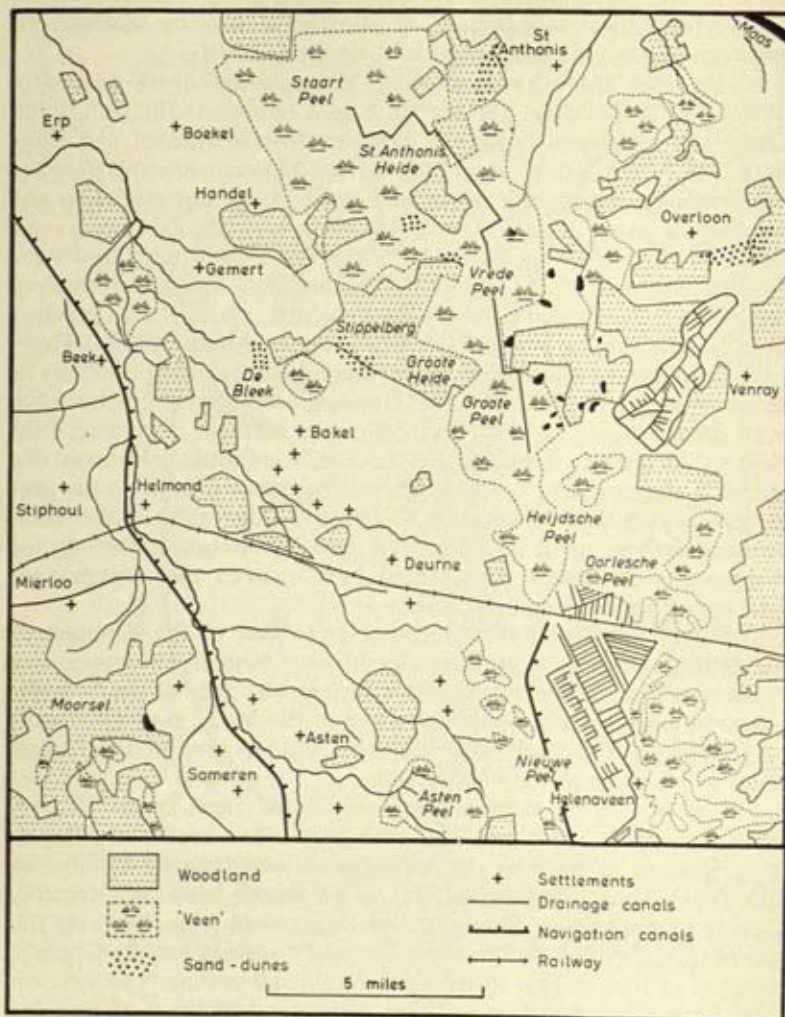 St
Anthonis
Maas
Staart
Peel
Erp
Boekel
St Anthonis
Heide
Handel
Overloon
Gemert
Vrede
Peel
Stippelberg
Beek
De
Bleek
Groote
Heide
Groote
Peel
Venray
Bakel
Helmond
Stiphoul
Heijdsche
Peel
Deurne
Oorlesche
Peel
Mierloo
Moorsel
Asten
Nieuwe
Peel
Someren
Asten
Peel
Helenaveen
Woodland
'Veen'
Sand-dunes
Settlements
Drainage canals
Navigation canals
Railway
5 miles